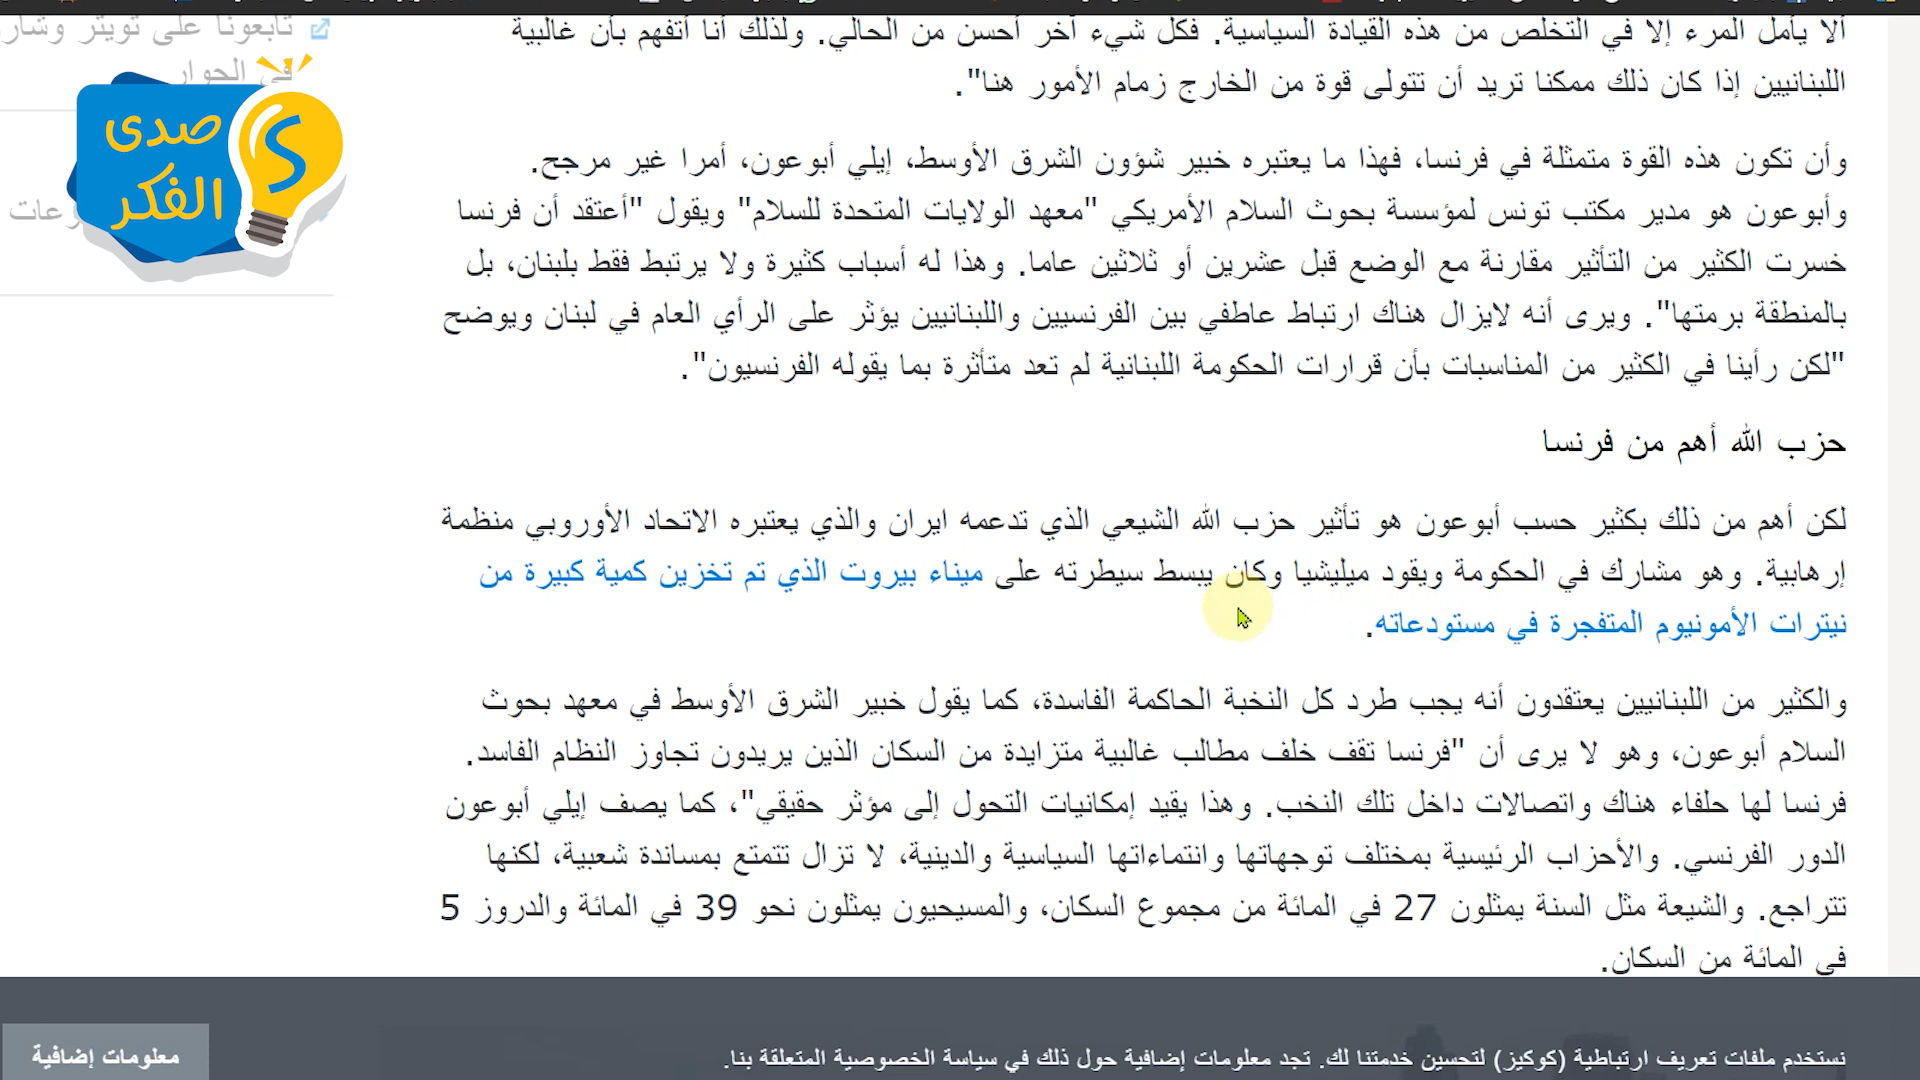 ألا يأمل المرء إلا في التخلص من هذه القيادة السياسية. فكل شيء آخر أحسن من الحالي. ولذلك أنا أتفهم بأن غالبية
اللبنانيين إذا كان ذلك ممكنا تريد أن تتولى قوة من الخارج زمام الأمور هنا".
وأن تكون هذه القوة متمثلة في فرنسا، فهذا ما يعتبره خبير شؤون الشرق الأوسط، إيلي أبوعون، أمرا غير مرجح.
وأبوعون هو مدير مكتب تونس لمؤسسة بحوث السلام الأمريكي "معهد الولايات المتحدة للسلام" ويقول "أعتقد أن فرنسا
خسرت الكثير من التأثير مقارنة مع الوضع قبل عشرين أو ثلاثين عاما. وهذا له أسباب كثيرة ولا يرتبط فقط بلبنان، بل
بالمنطقة برمتها". ويرى أنه لايزال هناك ارتباط عاطفي بين الفرنسيين واللبنانيين يؤثر على الرأي العام في لبنان ويوضح
"لكن رأينا في الكثير من المناسبات بأن قرارات الحكومة اللبنانية لم تعد متأثرة بما يقوله الفرنسيون".
حزب الله أهم من فرنسا
لكن أهم من ذلك بكثير حسب أبوعون هو تأثير حزب الله الشيعي الذي تدعمه ايران والذي يعتبره الاتحاد الأوروبي منظمة
إرهابية. وهو مشارك في الحكومة ويقود ميليشيا وكان يبسط سيطرته على ميناء بيروت الذي تم تخزين كمية كبيرة من
نيترات الأمونيوم المتفجرة في مستودعاته.
والكثير من اللبنانيين يعتقدون أنه يجب طرد كل النخبة الحاكمة الفاسدة، كما يقول خبير الشرق الأوسط في معهد بحوث
السلام أبوعون، وهو لا يرى أن "فرنسا تقف خلف مطالب غالبية متزايدة من السكان الذين يريدون تجاوز النظام الفاسد.
فرنسا لها حلفاء هناك واتصالات داخل تلك النخب. وهذا يقيد إمكانيات التحول إلى مؤثر حقيقي"، كما يصف إيلي أبوعون
الدور الفرنسي. والأحزاب الرئيسية بمختلف توجهاتها وانتماءاتها السياسية والدينية، لا تزال تتمتع بمساندة شعبية، لكنها
تتراجع. والشيعة مثل السنة يمثلون 27 في المائة من مجموع السكان، والمسيحيون يمثلون نحو 39 في المائة والدروز 5
في المائة من السكان.
تابعونا على تويتر وشار
في الحوار
صدى
الفكر
نستخدم ملفات تعريف ارتباطية (كوكيز) لتحسين خدمتنا لك. تجد معلومات إضافية حول ذلك في سياسة الخصوصية المتعلقة بنا.
معلومات إضافية